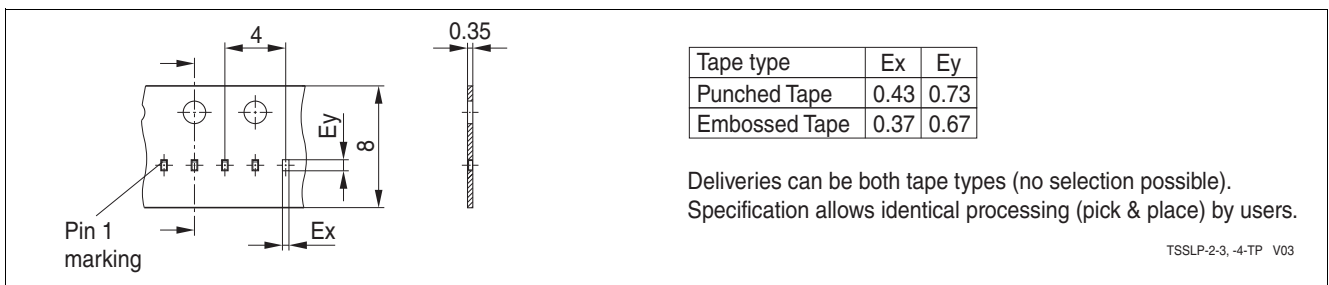 4
0.35
Ey
8
Ex
Pin 1
marking
Tape type Ex Ey
Punched Tape 0.43 0.73
Embossed Tape 0.37 0.67
Deliveries can be both tape types (no selection possible).
Specification allows identical processing (pick & place) by users.
TSSLP-2-3, -4-TP V03